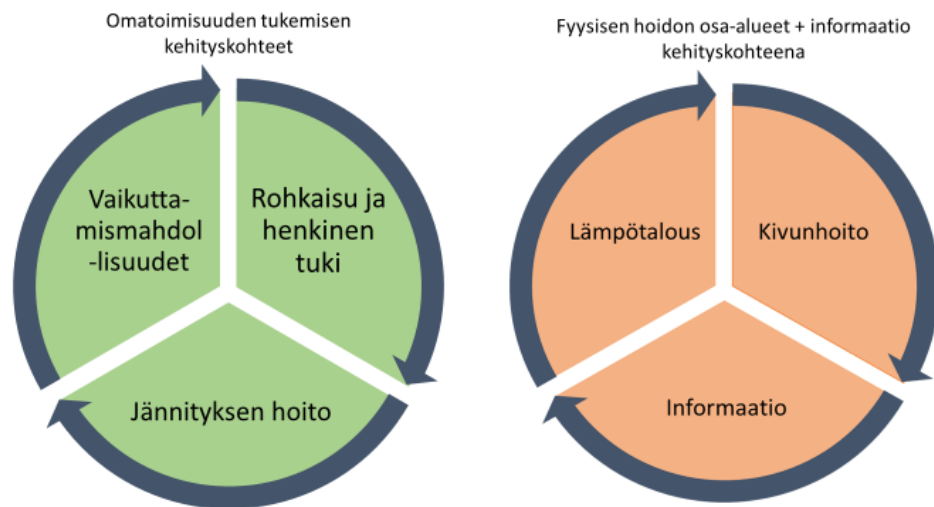 Omatoimisuuden tukemisen
kehityskohteet
Vaikutta-
mismahdol
-lisuudet
Rohkaisu ja
henkinen
tuki
Jännityksen hoito
Fyysisen hoidon osa-alueet + informaatio
kehityskohteena
Lämpötalous
Kivunhoito
Informaatio